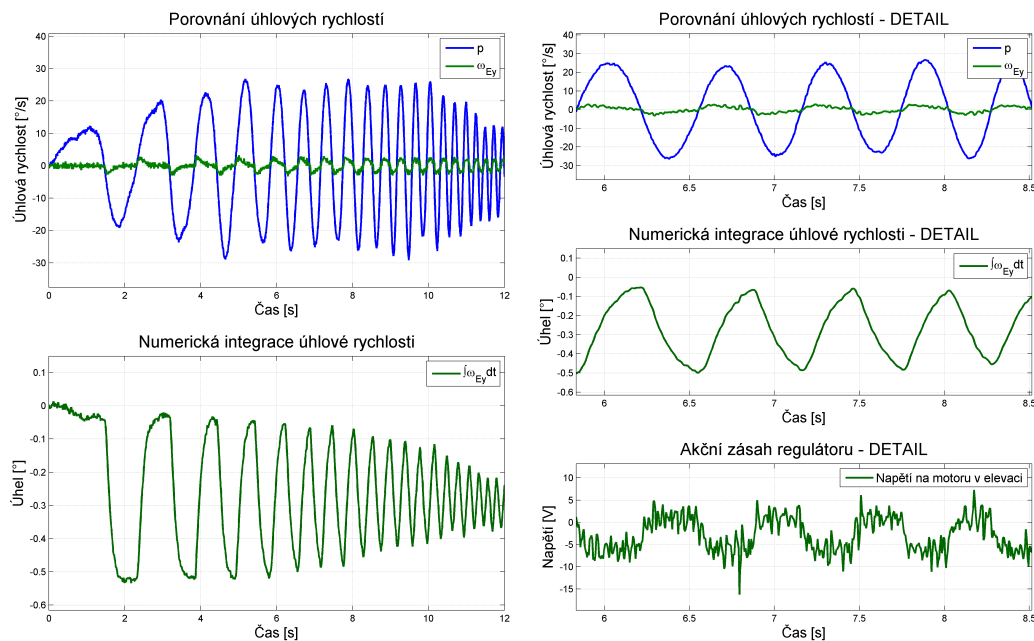 Porovnání úhlových rychlostí
Úhlová rychlost [°/s]
40
30
20
10
0
-10
-20
-30
p
ω_Ey
0 2 4 6 8 10 12
Čas [s]
Numerická integrace úhlové rychlosti
Úhel [°]
0.1
0
-0.1
-0.2
-0.3
-0.4
-0.5
-0.6
∫ω_Ey dt
0 2 4 6 8 10 12
Čas [s]
Porovnání úhlových rychlostí - DETAIL
Úhlová rychlost [°/s]
40
30
20
10
0
-10
-20
-30
p
ω_Ey
6 6.5 7 7.5 8 8.5
Čas [s]
Numerická integrace úhlové rychlosti - DETAIL
Úhel [°]
0.1
0
-0.1
-0.2
-0.3
-0.4
-0.5
-0.6
∫ω_Ey dt
6 6.5 7 7.5 8 8.5
Čas [s]
Akční zásah regulátoru - DETAIL
Napětí [V]
10
5
0
-5
-10
-15
Napětí na motoru v elevaci
6 6.5 7 7.5 8 8.5
Čas [s]